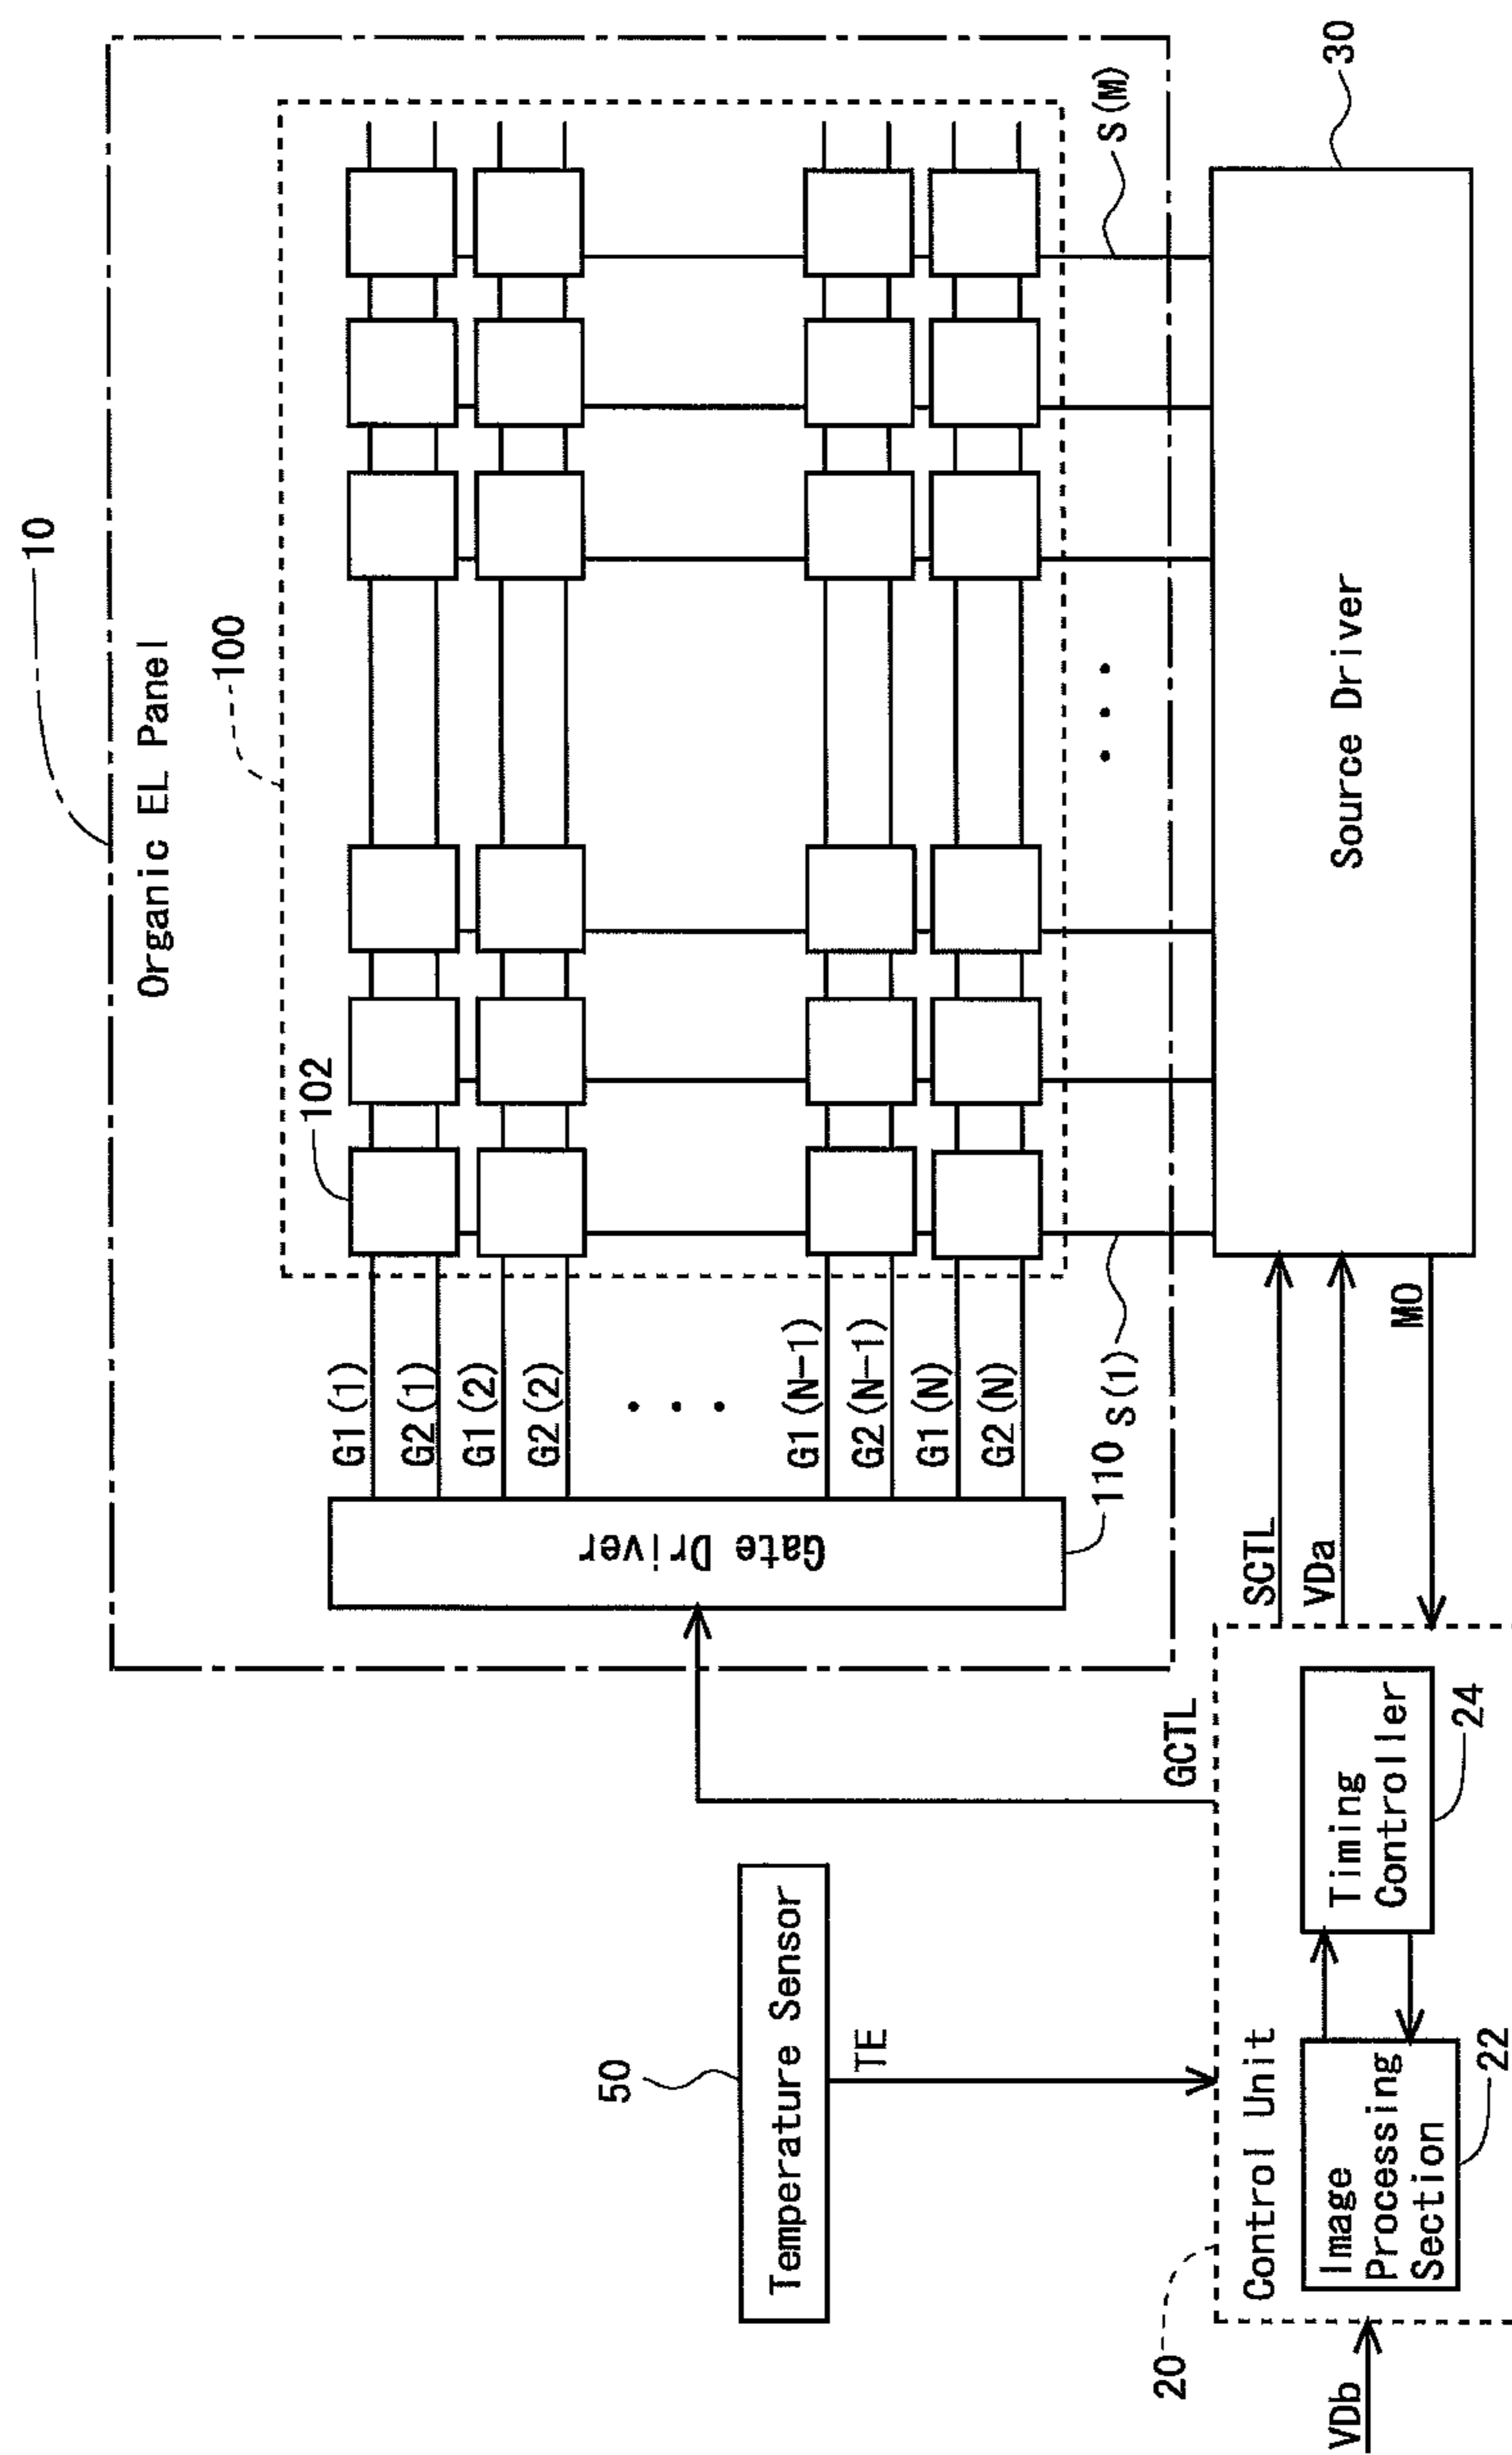 10
Organic EL Panel
100
102
G1(1)
G2(1)
G1(2)
G2(2)
G1(N-1)
G2(N-1)
G1(N)
G2(N)
Gate Driver
110
S(1)
S(M)
30
Source Driver
SCTL
VDa
MO
GCTL
50
Temperature Sensor
TE
20
Control Unit
Image
Processing
Section
22
Timing
Controller
24
VDb